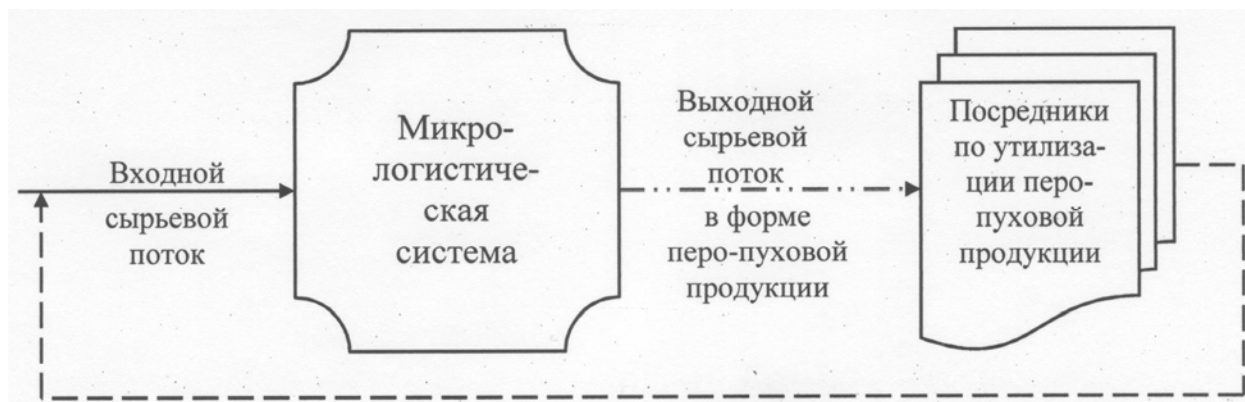 Входной
сырьевой
поток
Микро-
логистиче-
ская
система
Выходной
сырьевой
поток
в форме
перо-пуховой
продукции
Посредники
по утилиза-
ции перо-
пуховой
продукции